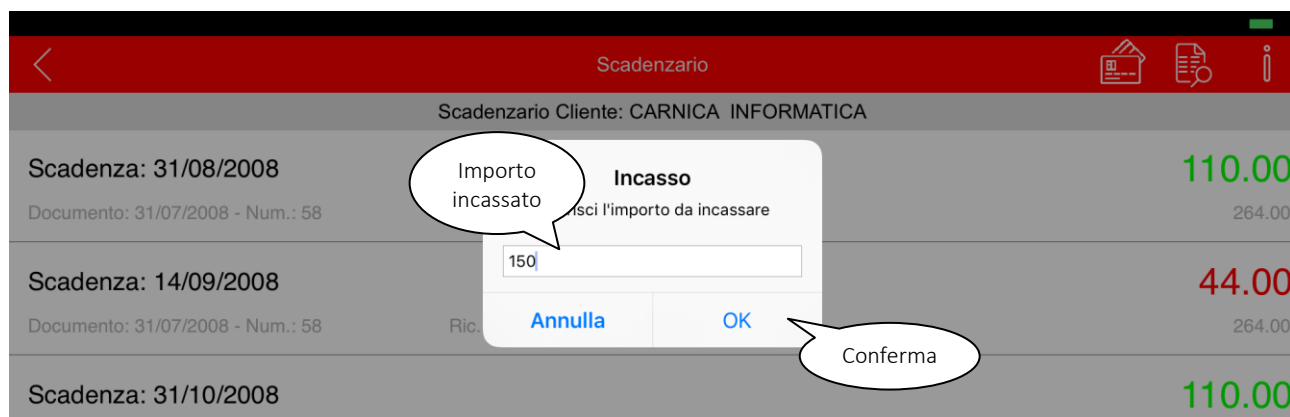 Scadenzario
Scadenzario Cliente: CARNICA INFORMATICA
Scadenza: 31/08/2008
110.00
Documento: 31/07/2008 - Num.: 58
264.00
Importo
incassato
Incasso
l'importo da incassare
150
Annulla
OK
Conferma
Scadenza: 14/09/2008
44.00
Documento: 31/07/2008 - Num.: 58
Ric.
264.00
Scadenza: 31/10/2008
110.00